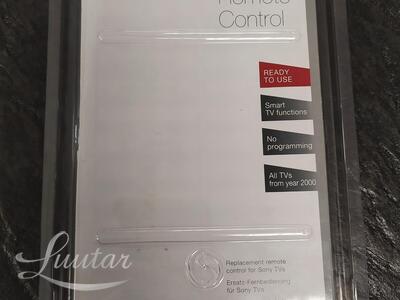 Remote
Control
READY
TO USE
Smart
TV functions
No
programming
All TVs
from year 2000
Replacement remote
control for Sony TVs
Ersatz-Fernbedienung
für Sony TVs
Luutar